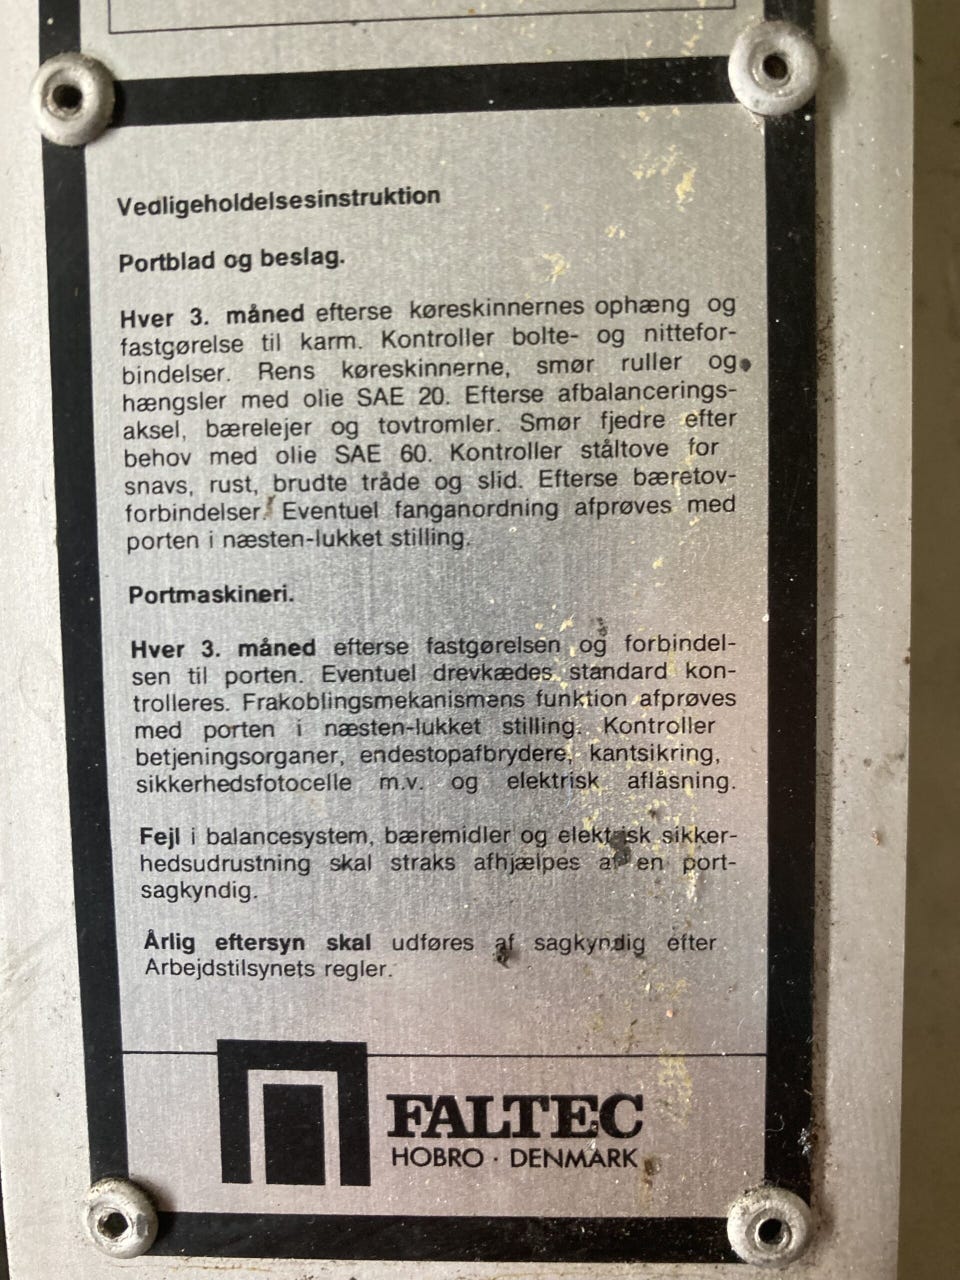 Vedligeholdelsesinstruktion
Portblad og beslag.
Hver 3. måned efterse køreskinnernes ophæng og
fastgørelse til karm. Kontroller bolte- og nittefor-
bindelser. Rens køreskinnerne, smør ruller og
hængsler med olie SAE 20. Efterse afbalancerings-
aksel, bærelejer og tovtromler. Smør fjedre efter
behov med olie SAE 60. Kontroller ståltove for
snavs, rust, brudte tråde og slid. Efterse bæretov-
forbindelser. Eventuel fanganordning afprøves med
porten i næsten-lukket stilling.
Portmaskineri.
Hver 3. måned efterse fastgørelsen og forbindel-
sen til porten. Eventuel drevkædes standard kon-
trolleres. Frakoblingsmekanismens funktion afprøves
med porten i næsten-lukket stilling. Kontroller
betjeningsorganer, endestopafbrydere, kantsikring,
sikkerhedsfotocelle m.v. og elektrisk aflåsning.
Fejl i balancesystem, bæremidler og elektrisk sikker-
hedsudrustning skal straks afhjælpes af en port-
sagkyndig.
Årlig eftersyn skal udføres af sagkyndig efter
Arbejdstilsynets regler.
FALTEC
HOBRO · DENMARK